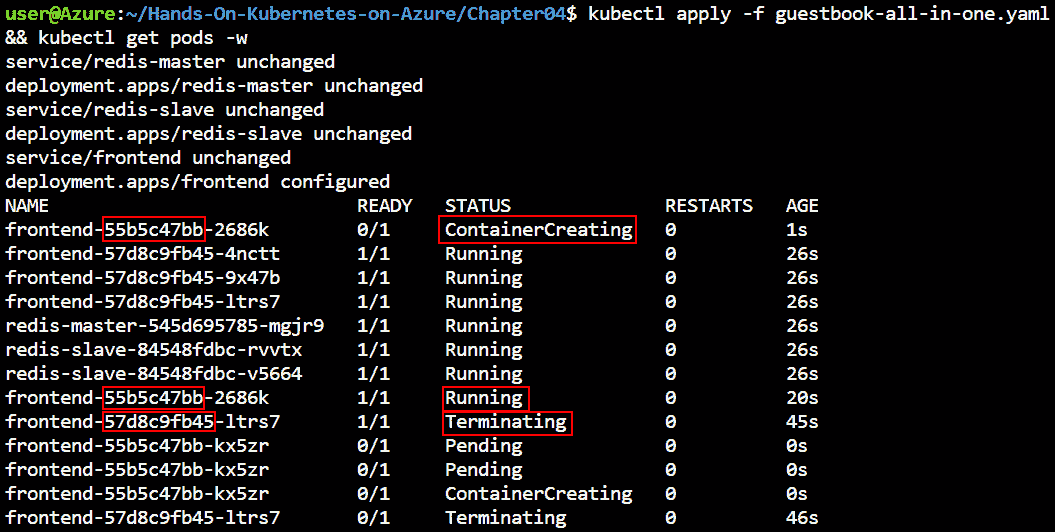 user@Azure:~/Hands-On-Kubernetes-on-Azure/Chapter04$ kubectl apply -f guestbook-all-in-one.yaml
&& kubectl get pods -w
service/redis-master unchanged
deployment.apps/redis-master unchanged
service/redis-slave unchanged
deployment.apps/redis-slave unchanged
service/frontend unchanged
deployment.apps/frontend configured
NAME READY STATUS RESTARTS AGE
frontend-55b5c47bb-2686k 0/1 ContainerCreating 0 1s
frontend-57d8c9fb45-4nctt 1/1 Running 0 26s
frontend-57d8c9fb45-9x47b 1/1 Running 0 26s
frontend-57d8c9fb45-ltrs7 1/1 Running 0 26s
redis-master-545d695785-mgjr9 1/1 Running 0 26s
redis-slave-84548fdbc-rvvtx 1/1 Running 0 26s
redis-slave-84548fdbc-v5664 1/1 Running 0 26s
frontend-55b5c47bb-2686k 1/1 Running 0 20s
frontend-57d8c9fb45-ltrs7 1/1 Terminating 0 45s
frontend-55b5c47bb-kx5zr 0/1 Pending 0 0s
frontend-55b5c47bb-kx5zr 0/1 Pending 0 0s
frontend-55b5c47bb-kx5zr 0/1 ContainerCreating 0 0s
frontend-57d8c9fb45-ltrs7 0/1 Terminating 0 46s